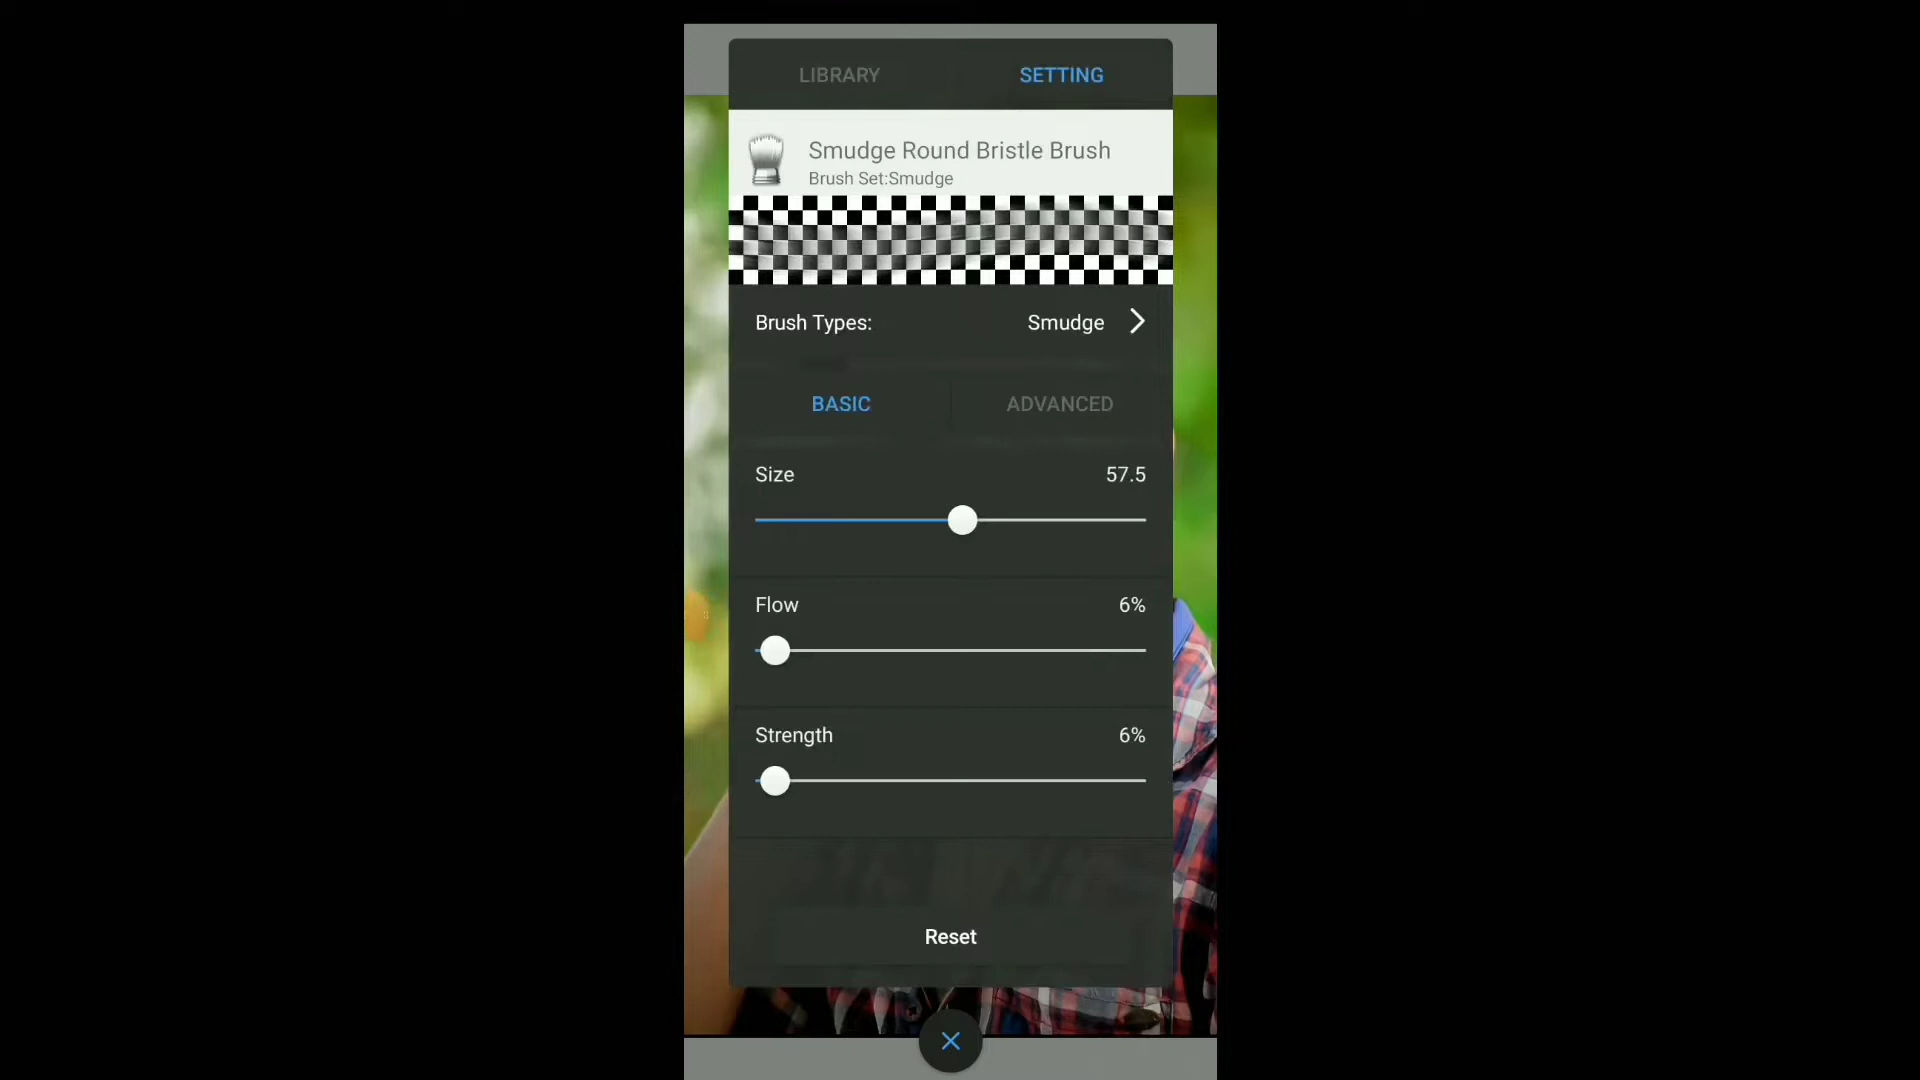 LIBRARY SETTING
Smudge Round Bristle Brush
Brush Set:Smudge
Brush Types: Smudge
BASIC ADVANCED
Size 57.5
Flow 6%
Strength 6%
Reset